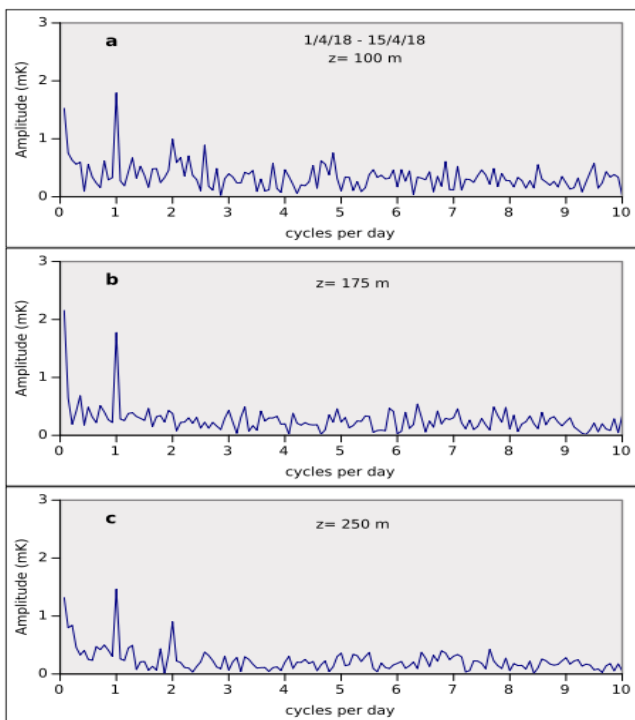 a
1/4/18 - 15/4/18
z= 100 m
Amplitude (mK)
3
2
1
0
0 1 2 3 4 5 6 7 8 9 10
cycles per day
b
z= 175 m
Amplitude (mK)
3
2
1
0
0 1 2 3 4 5 6 7 8 9 10
cycles per day
c
z= 250 m
Amplitude (mK)
3
2
1
0
0 1 2 3 4 5 6 7 8 9 10
cycles per day